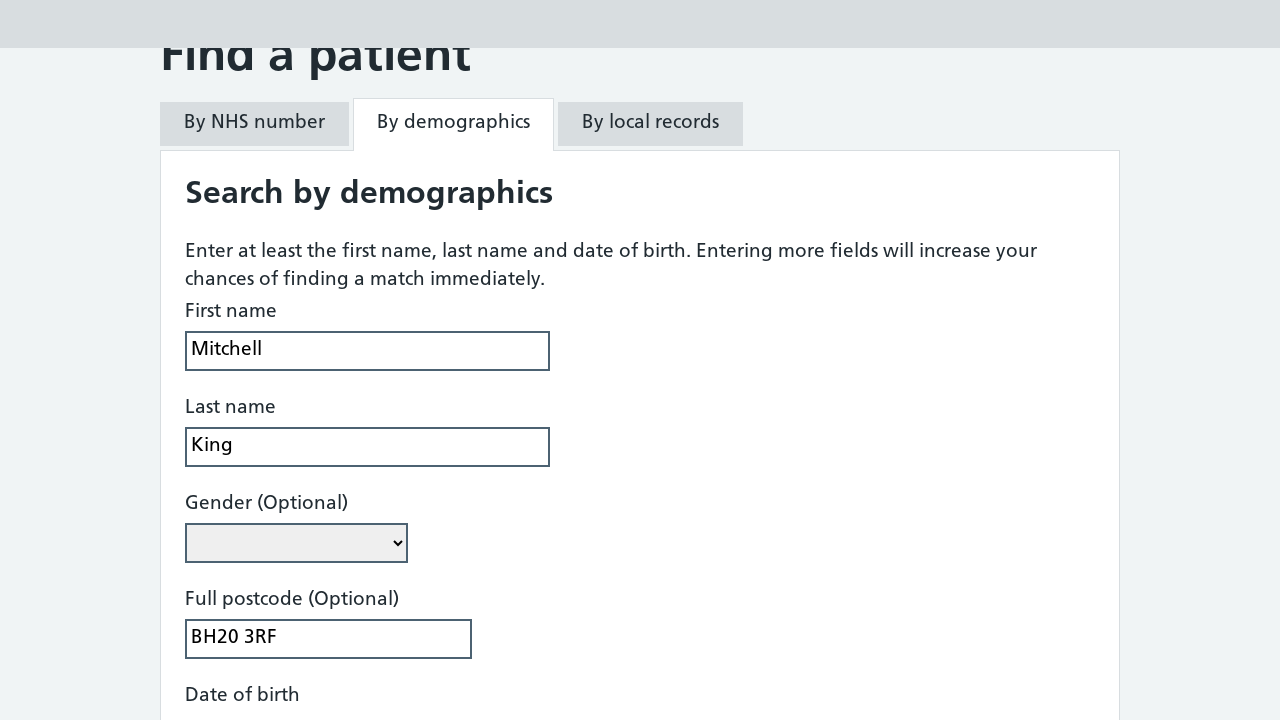 Find a patient
By NHS number
By demographics
By local records
Search by demographics
Enter at least the first name, last name and date of birth. Entering more fields will increase your
chances of finding a match immediately.
First name
Mitchell
Last name
King
Gender (Optional)
Full postcode (Optional)
BH20 3RF
Date of birth